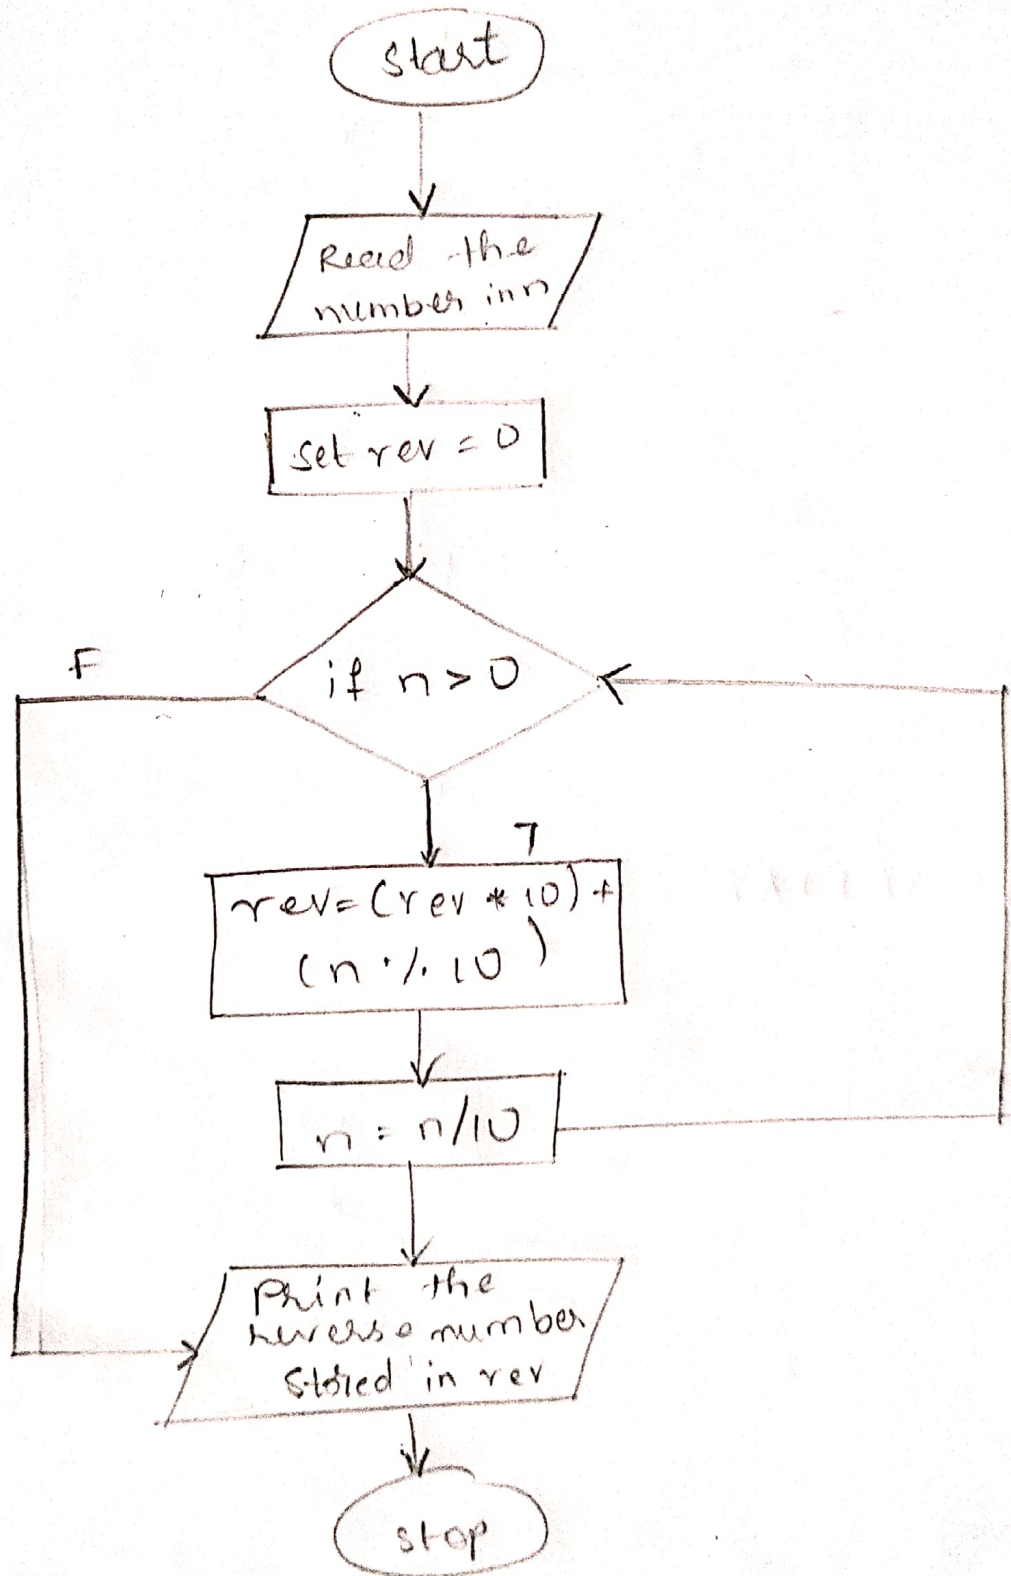 start
Read the
number in n
set rev = 0
if n > 0
F
T
rev = (rev * 10) +
(n % 10)
n = n/10
Print the
reverse number
stored in rev
stop